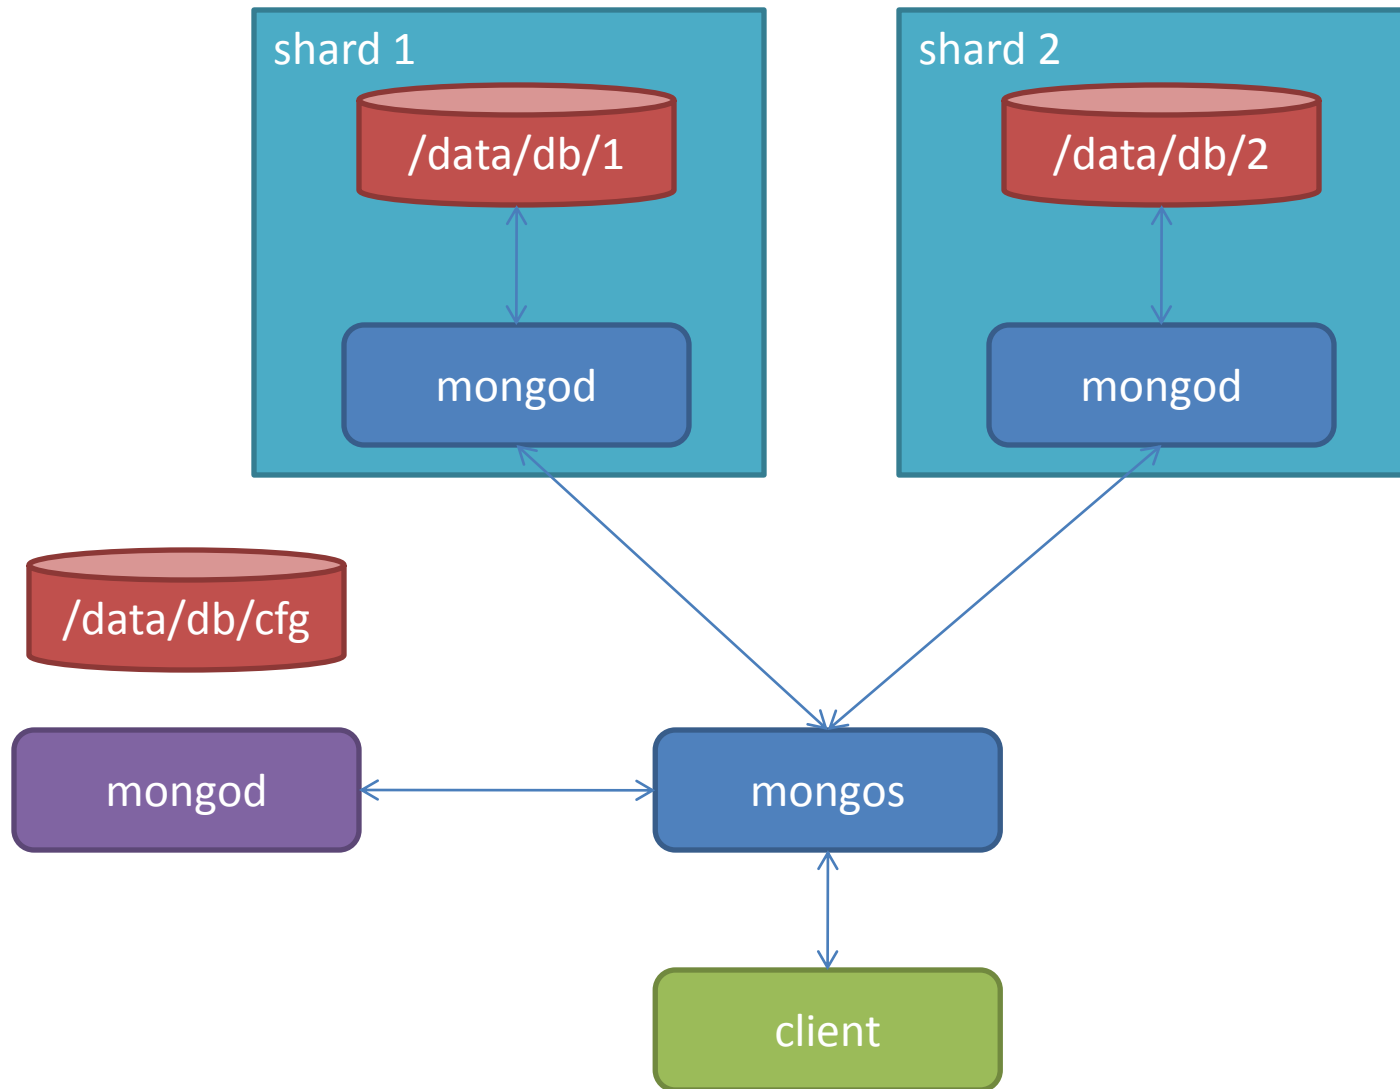 shard 1
/data/db/1
mongod
shard 2
/data/db/2
mongod
/data/db/cfg
mongod
mongos
client